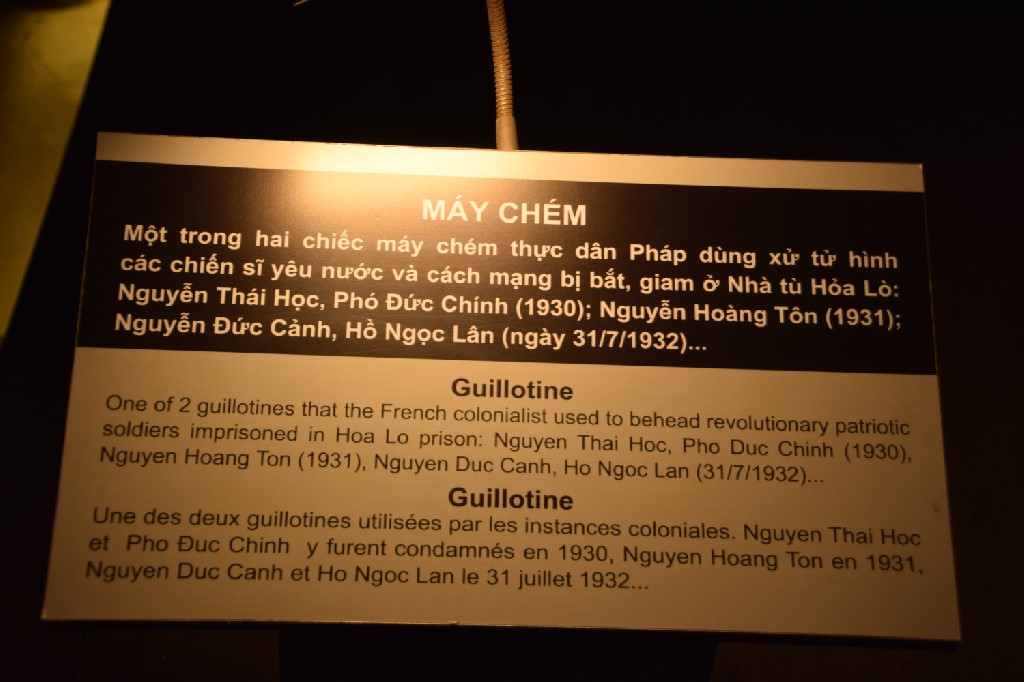 MÁY CHÉM
Một trong hai chiếc máy chém thực dân Pháp dùng xử tử hình
các chiến sĩ yêu nước và cách mạng bị bắt, giam ở Nhà tù Hỏa Lò:
Nguyễn Thái Học, Phó Đức Chính (1930); Nguyễn Hoàng Tôn (1931);
Nguyễn Đức Cảnh, Hồ Ngọc Lân (ngày 31/7/1932)...
Guillotine
One of 2 guillotines that the French colonialist used to behead revolutionary patriotic
soldiers imprisoned in Hoa Lo prison: Nguyen Thai Hoc, Pho Duc Chinh (1930),
Nguyen Hoang Ton (1931), Nguyen Duc Canh, Ho Ngoc Lan (31/7/1932)...
Guillotine
Une des deux guillotines utilisées par les instances coloniales. Nguyen Thai Hoc
et Pho Đuc Chinh y furent condamnés en 1930, Nguyen Hoang Ton en 1931,
Nguyen Duc Canh et Ho Ngoc Lan le 31 juillet 1932...